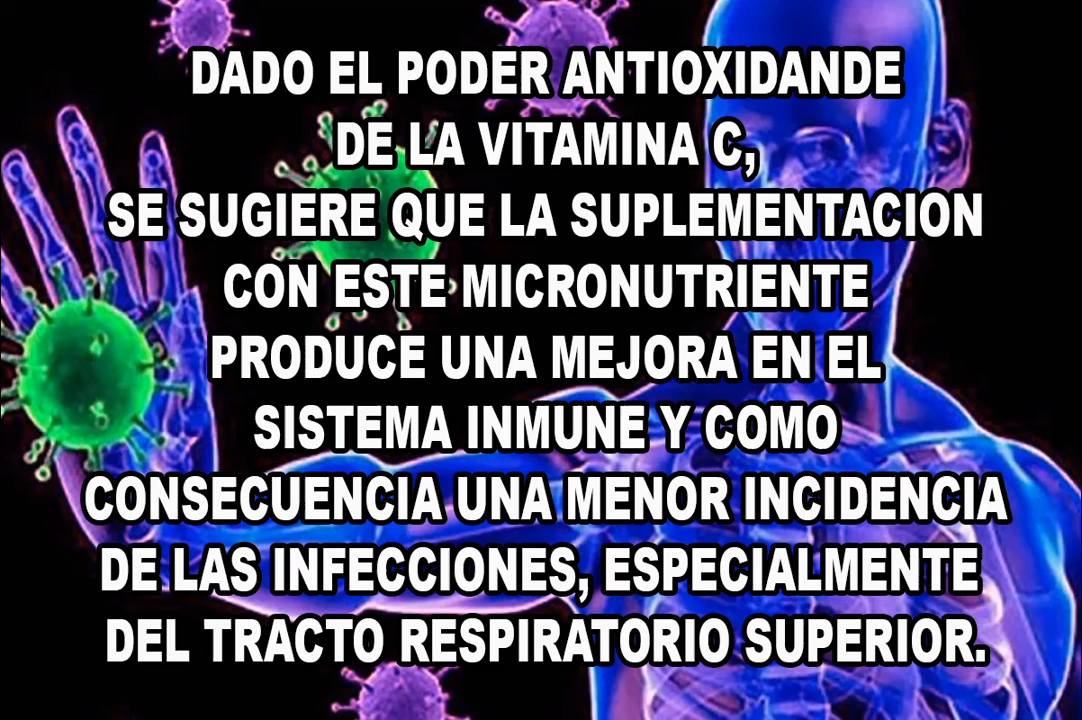 DADO EL PODER ANTIOXIDANDE
DE LA VITAMINA C,
SE SUGIERE QUE LA SUPLEMENTACION
CON ESTE MICRONUTRIENTE
PRODUCE UNA MEJORA EN EL
SISTEMA INMUNE Y COMO
CONSECUENCIA UNA MENOR INCIDENCIA
DE LAS INFECCIONES, ESPECIALMENTE
DEL TRACTO RESPIRATORIO SUPERIOR.